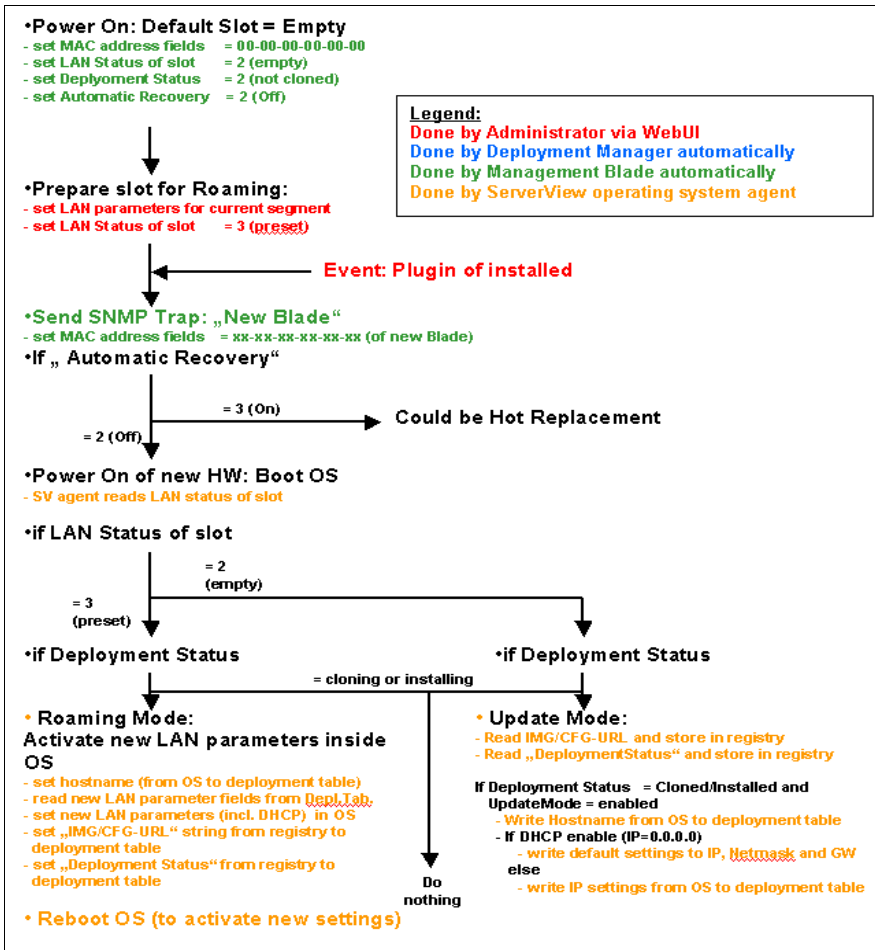 •Power On: Default Slot = Empty
- set MAC address fields = 00-00-00-00-00-00
- set LAN Status of slot = 2 (empty)
- set Deplyoment Status = 2 (not cloned)
- set Automatic Recovery = 2 (Off)
Legend:
Done by Administrator via WebUI
Done by Deployment Manager automatically
Done by Management Blade automatically
Done by ServerView operating system agent
•Prepare slot for Roaming:
- set LAN parameters for current segment
- set LAN Status of slot = 3 (preset)
Event: Plugin of installed
•Send SNMP Trap: „New Blade“
- set MAC address fields = xx-xx-xx-xx-xx-xx (of new Blade)
•If „ Automatic Recovery“
= 3 (On)
Could be Hot Replacement
= 2 (Off)
•Power On of new HW: Boot OS
- SV agent reads LAN status of slot
•if LAN Status of slot
= 2
(empty)
= 3
(preset)
•if Deployment Status
•if Deployment Status
= cloning or installing
• Roaming Mode:
Activate new LAN parameters inside
OS
- set hostname (from OS to deployment table)
- read new LAN parameter fields from Depl.Tab.
- set new LAN parameters (incl. DHCP) in OS
- set „IMG/CFG-URL“ string from registry to
deployment table
- set „Deployment Status“ from registry to
deployment table
• Reboot OS (to activate new settings)
Do
nothing
• Update Mode:
- Read IMG/CFG-URL and store in registry
- Read „DeploymentStatus“ and store in registry
If Deployment Status = Cloned/Installed and
UpdateMode = enabled
- Write Hostname from OS to deployment table
- If DHCP enable (IP=0.0.0.0)
- write default settings to IP, Netmask and GW
else
- write IP settings from OS to deployment table